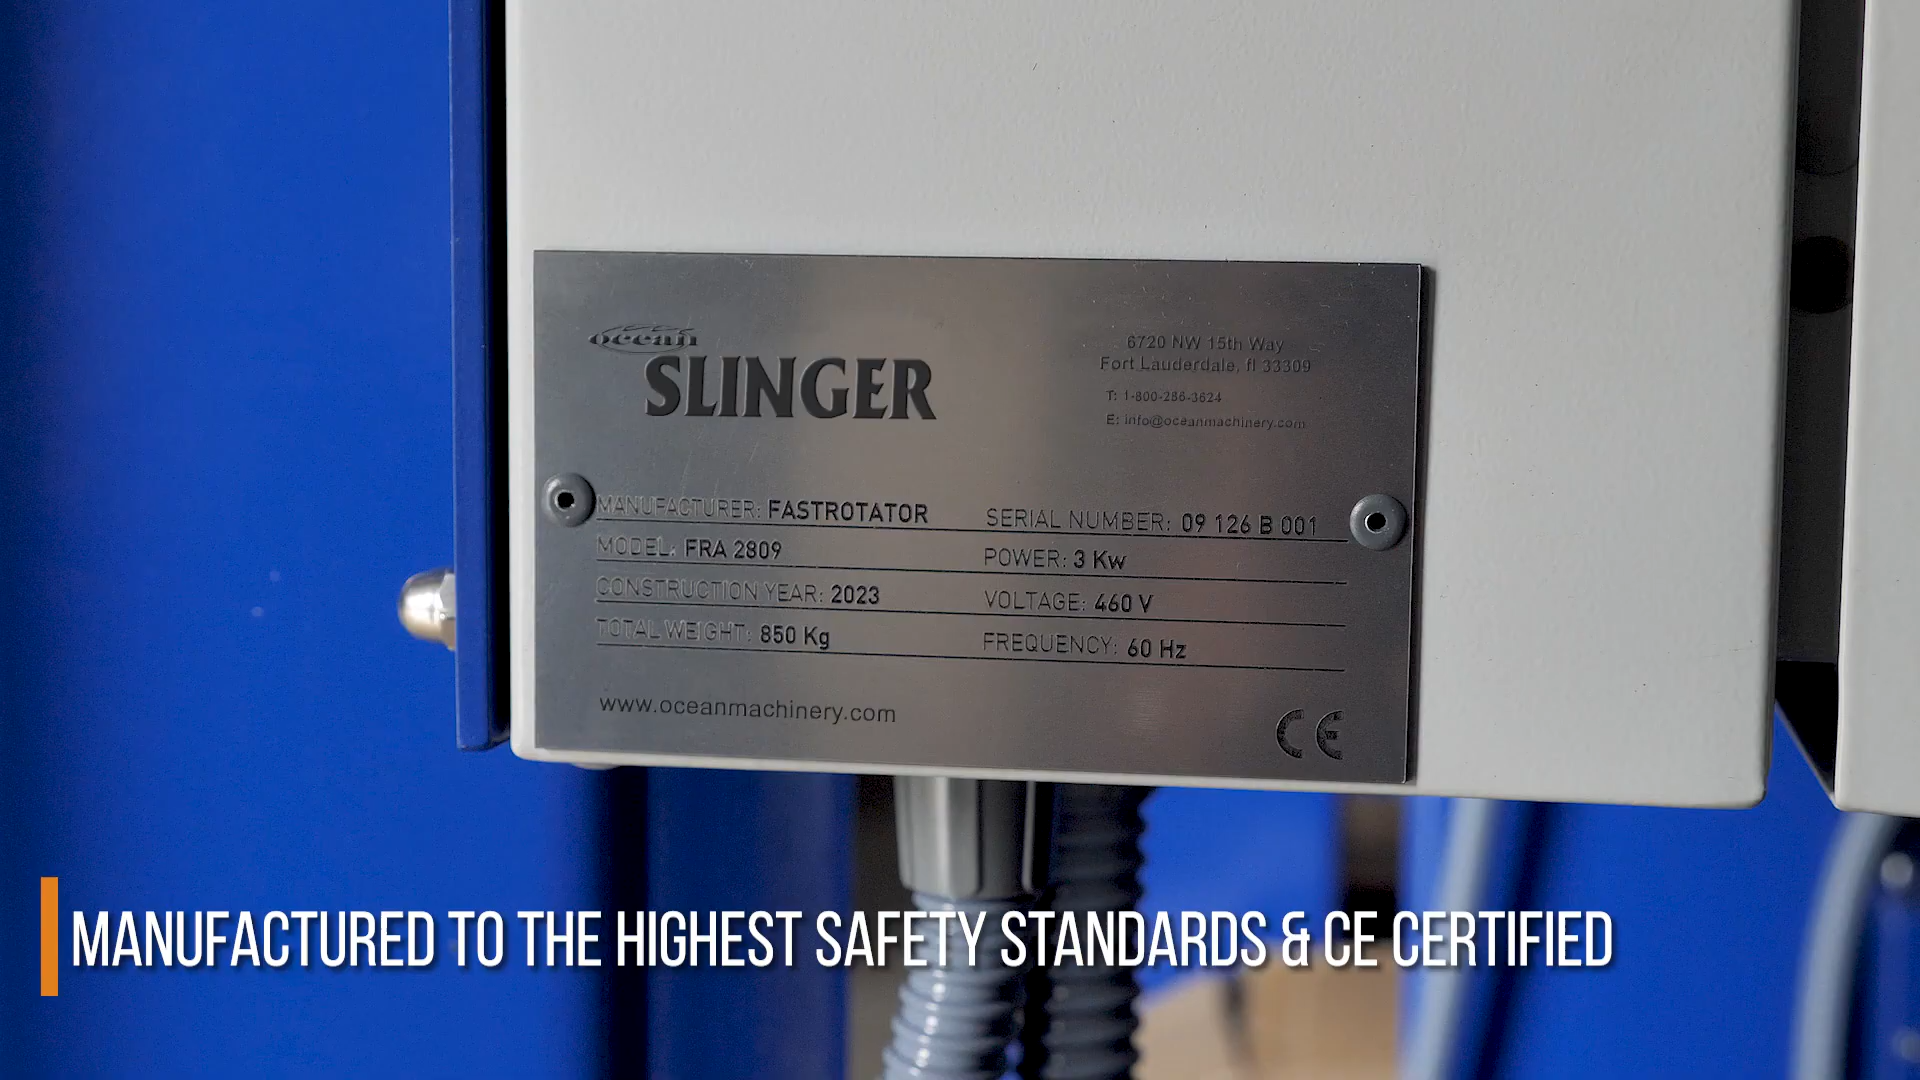 ocean
SLINGER
6720 NW 15th Way
Fort Lauderdale, fl 33309
T: 1-800-286-3624
E: info@oceanmachinery.com
MANUFACTURER: FASTROTATOR
SERIAL NUMBER: 09 126 B 001
MODEL: FRA 2809
POWER: 3 Kw
CONSTRUCTION YEAR: 2023
VOLTAGE: 460 V
TOTAL WEIGHT: 850 Kg
FREQUENCY: 60 Hz
www.oceanmachinery.com
CE
MANUFACTURED TO THE HIGHEST SAFETY STANDARDS & CE CERTIFIED